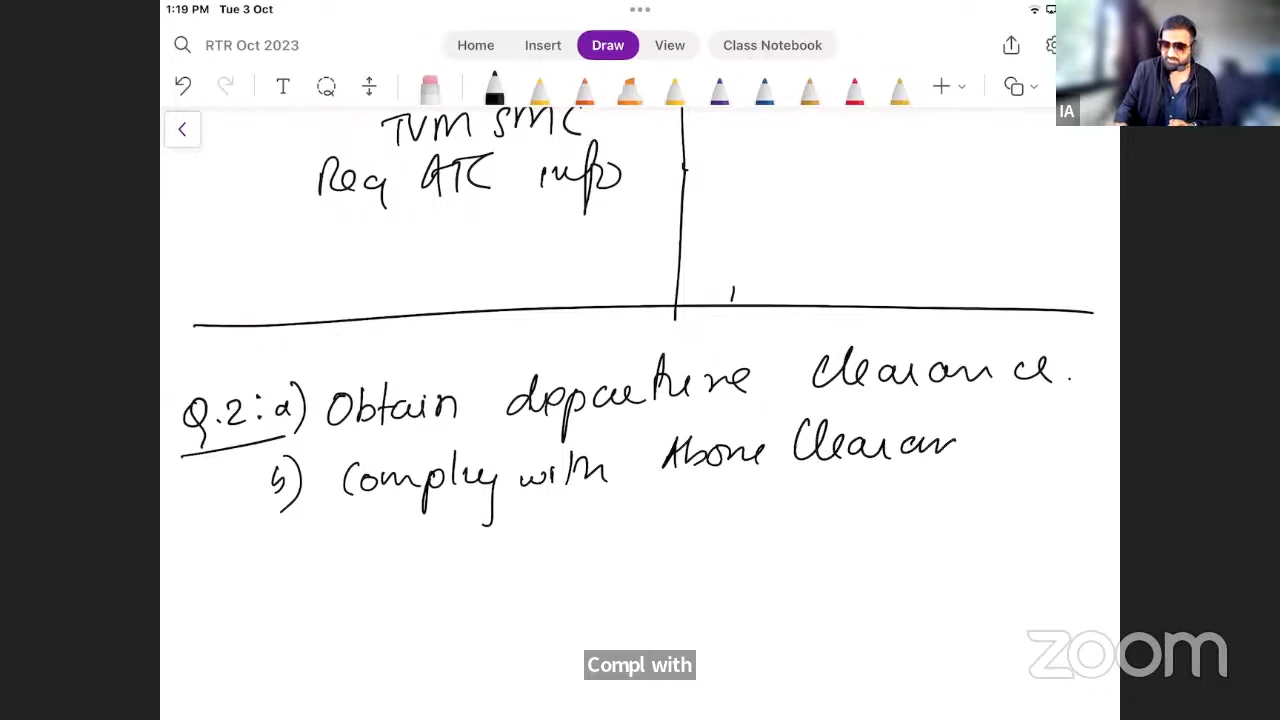 1:19 PM Tue 3 Oct
RTR Oct 2023
Home Insert Draw View Class Notebook
T
IA
TVM SMC
Req ATC info
Q.2: a) Obtain departure clearance.
b) Comply with Above Clearan
Compl with
zoom